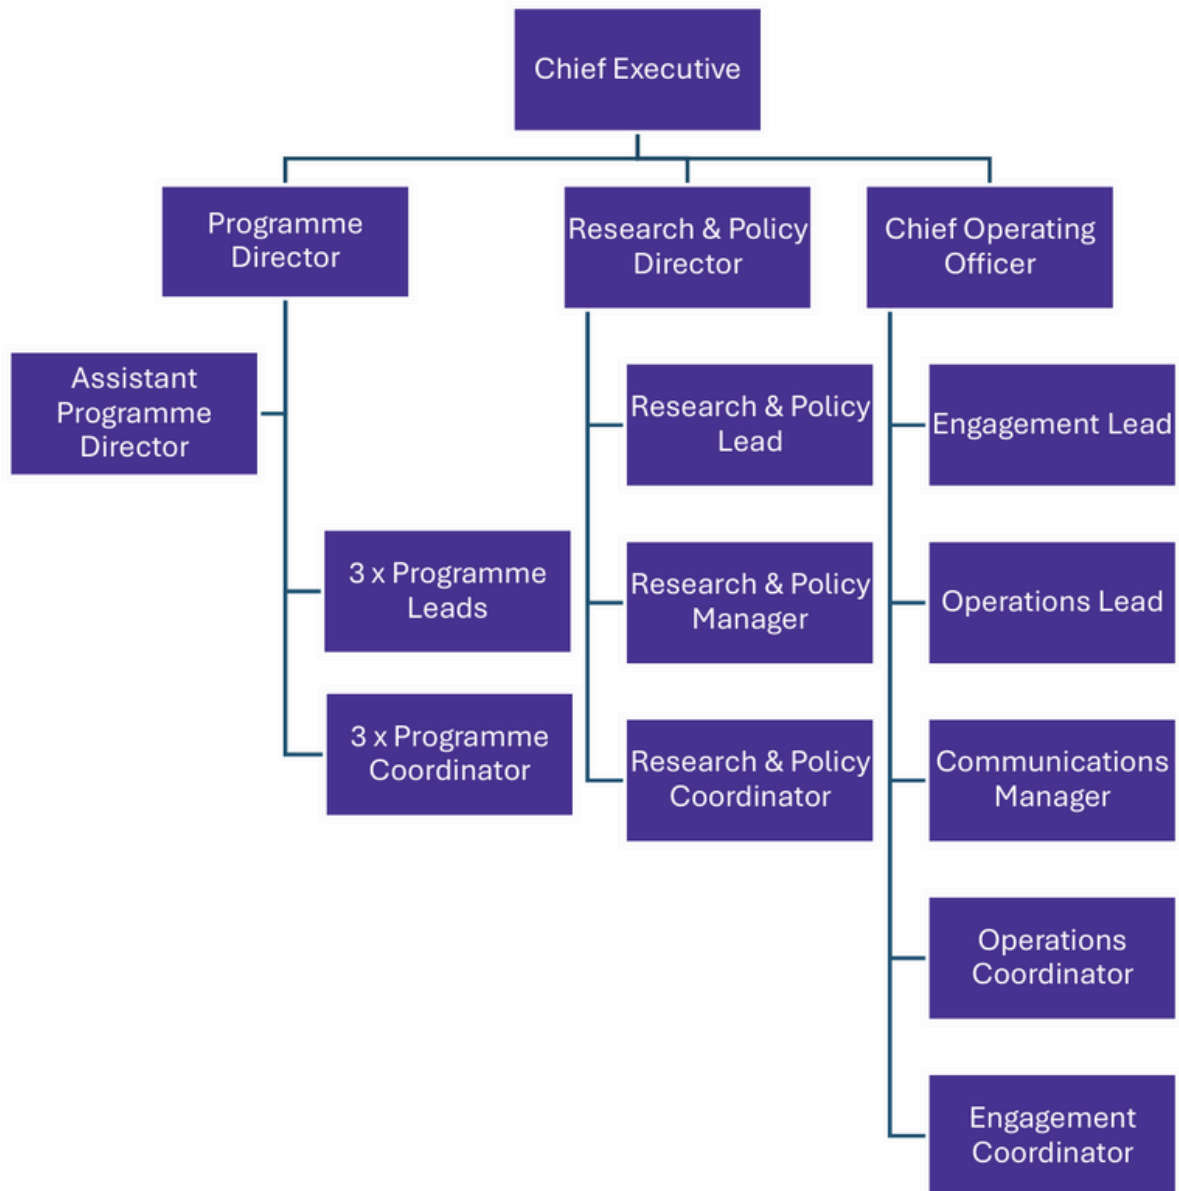 Chief Executive
Programme
Director
Research & Policy
Director
Chief Operating
Officer
Assistant
Programme
Director
3 x Programme
Leads
3 x Programme
Coordinator
Research & Policy
Lead
Research & Policy
Manager
Research & Policy
Coordinator
Engagement Lead
Operations Lead
Communications
Manager
Operations
Coordinator
Engagement
Coordinator